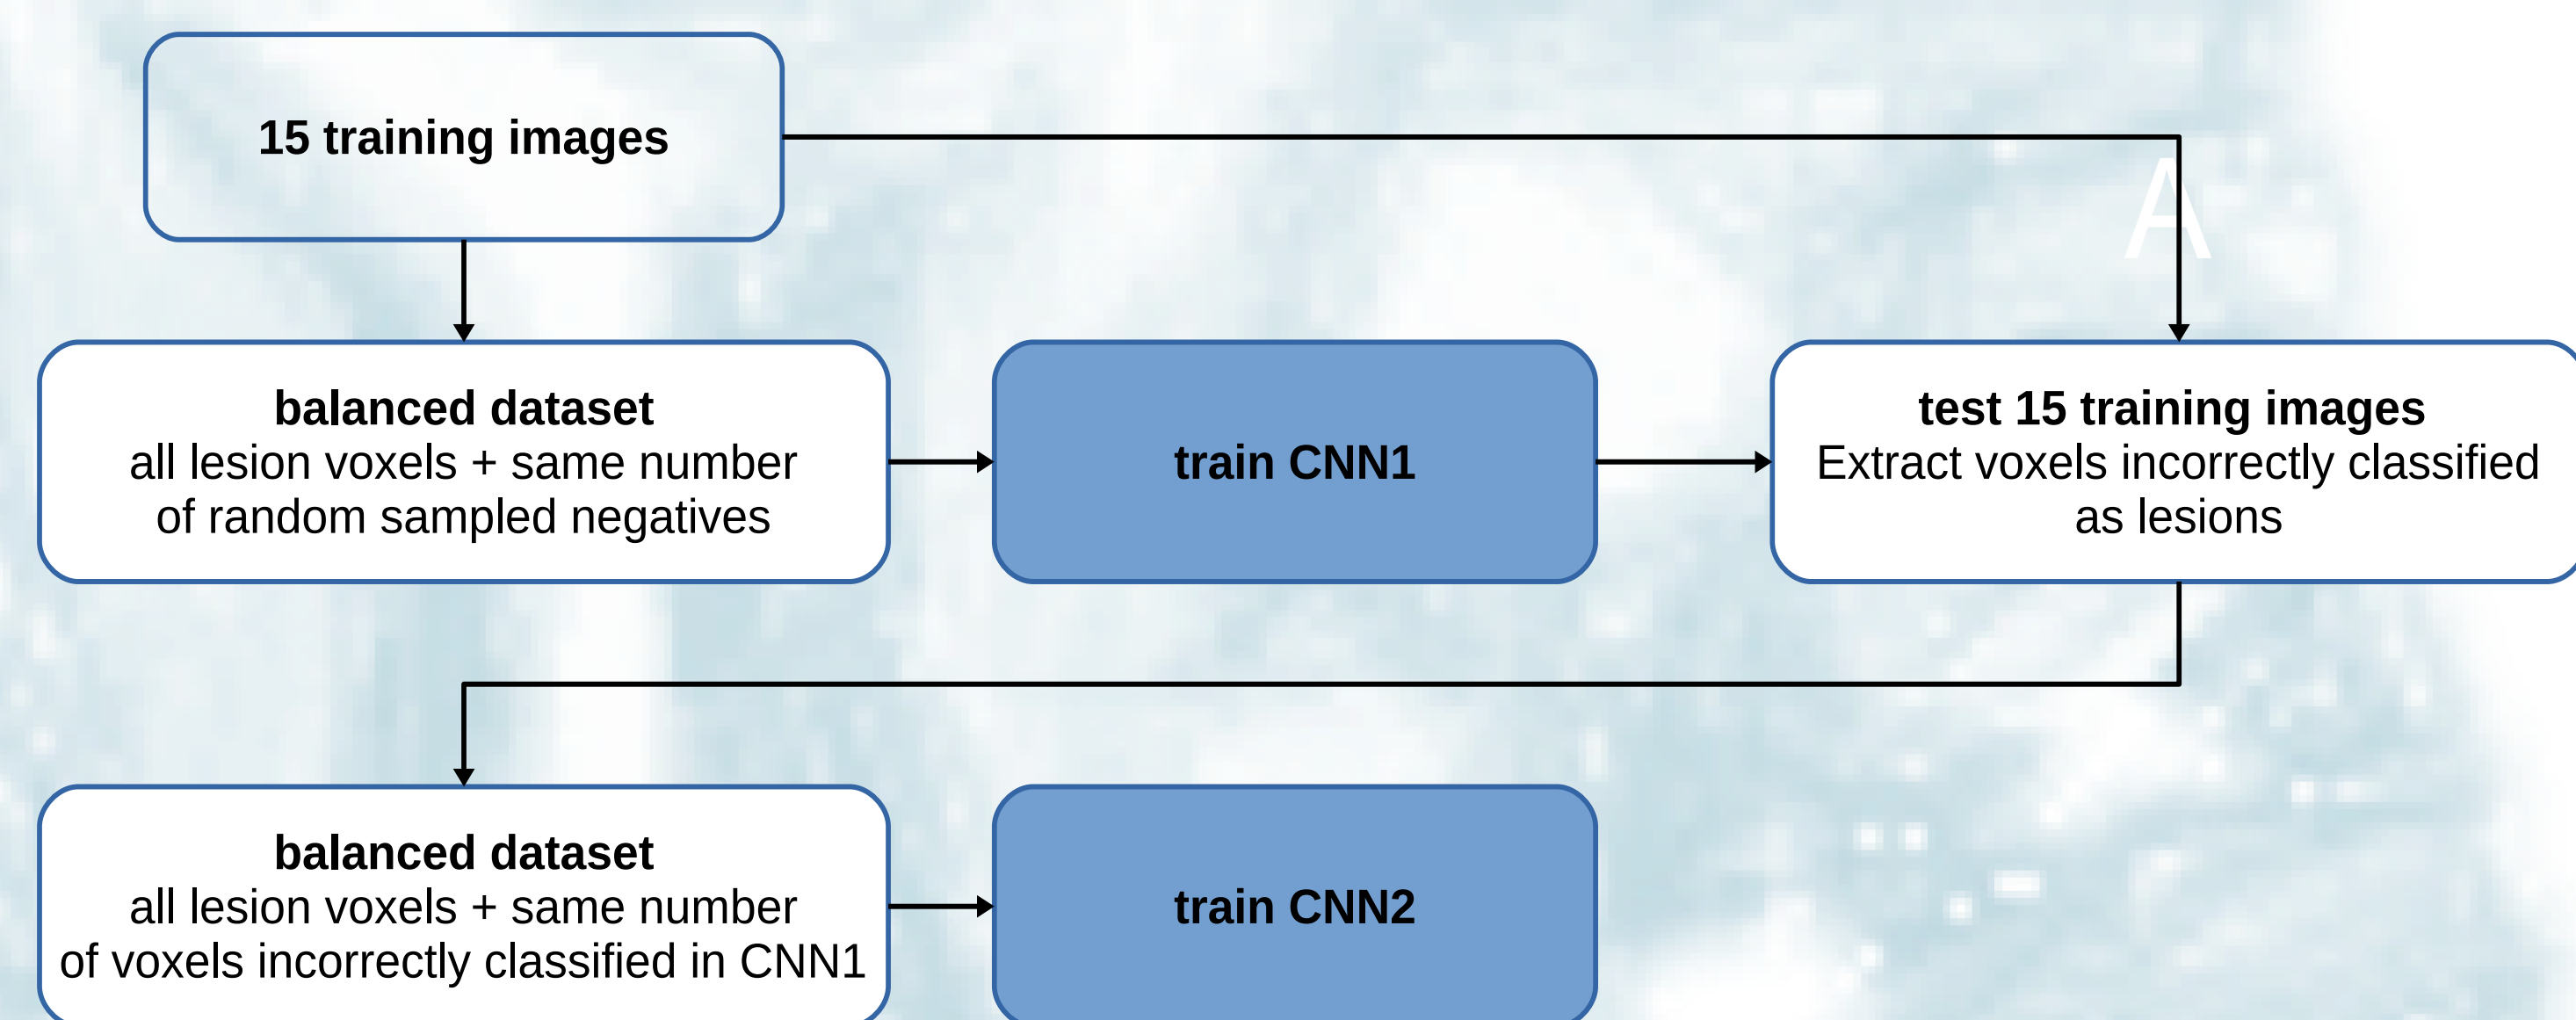 15 training images
A
balanced dataset
all lesion voxels + same number
of random sampled negatives
train CNN1
test 15 training images
Extract voxels incorrectly classified
as lesions
balanced dataset
all lesion voxels + same number
of voxels incorrectly classified in CNN1
train CNN2